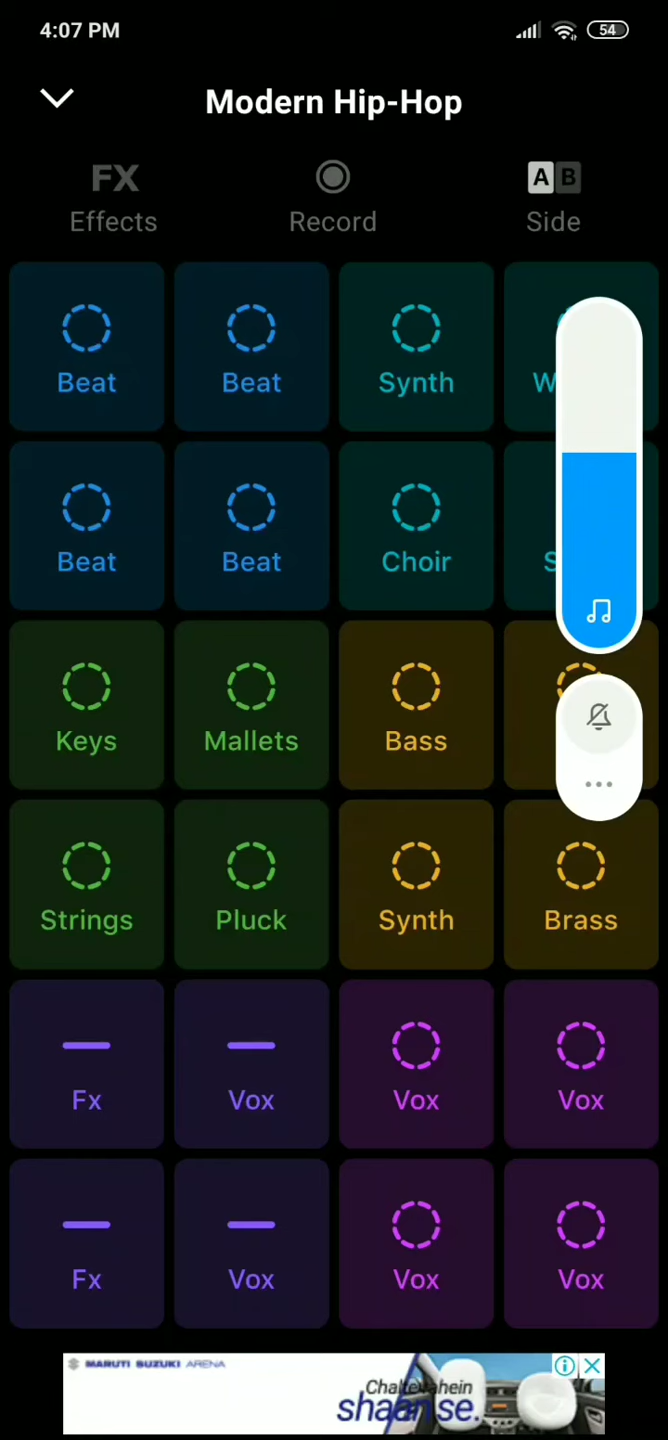 4:07 PM
54
Modern Hip-Hop
FX
A B
Effects
Record
Side
Beat
Beat
Synth
Beat
Beat
Choir
Keys
Mallets
Bass
Strings
Pluck
Synth
Brass
Fx
Vox
Vox
Vox
Fx
Vox
Vox
Vox
MARUTI SUZUKI ARENA
shaan se.